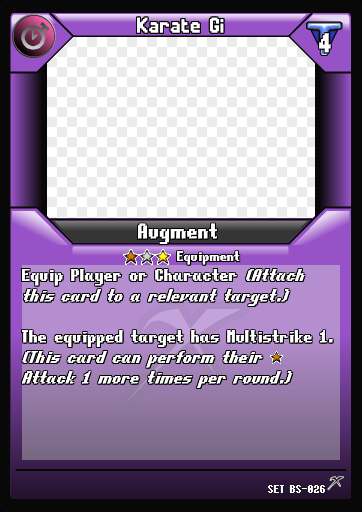 Karate Gi
4
Augment
Equipment
Equip Player or Character (Attach
this card to a relevant target.)
The equipped target has Multistrike 1.
(This card can perform their
Attack 1 more times per round.)
SET BS-026